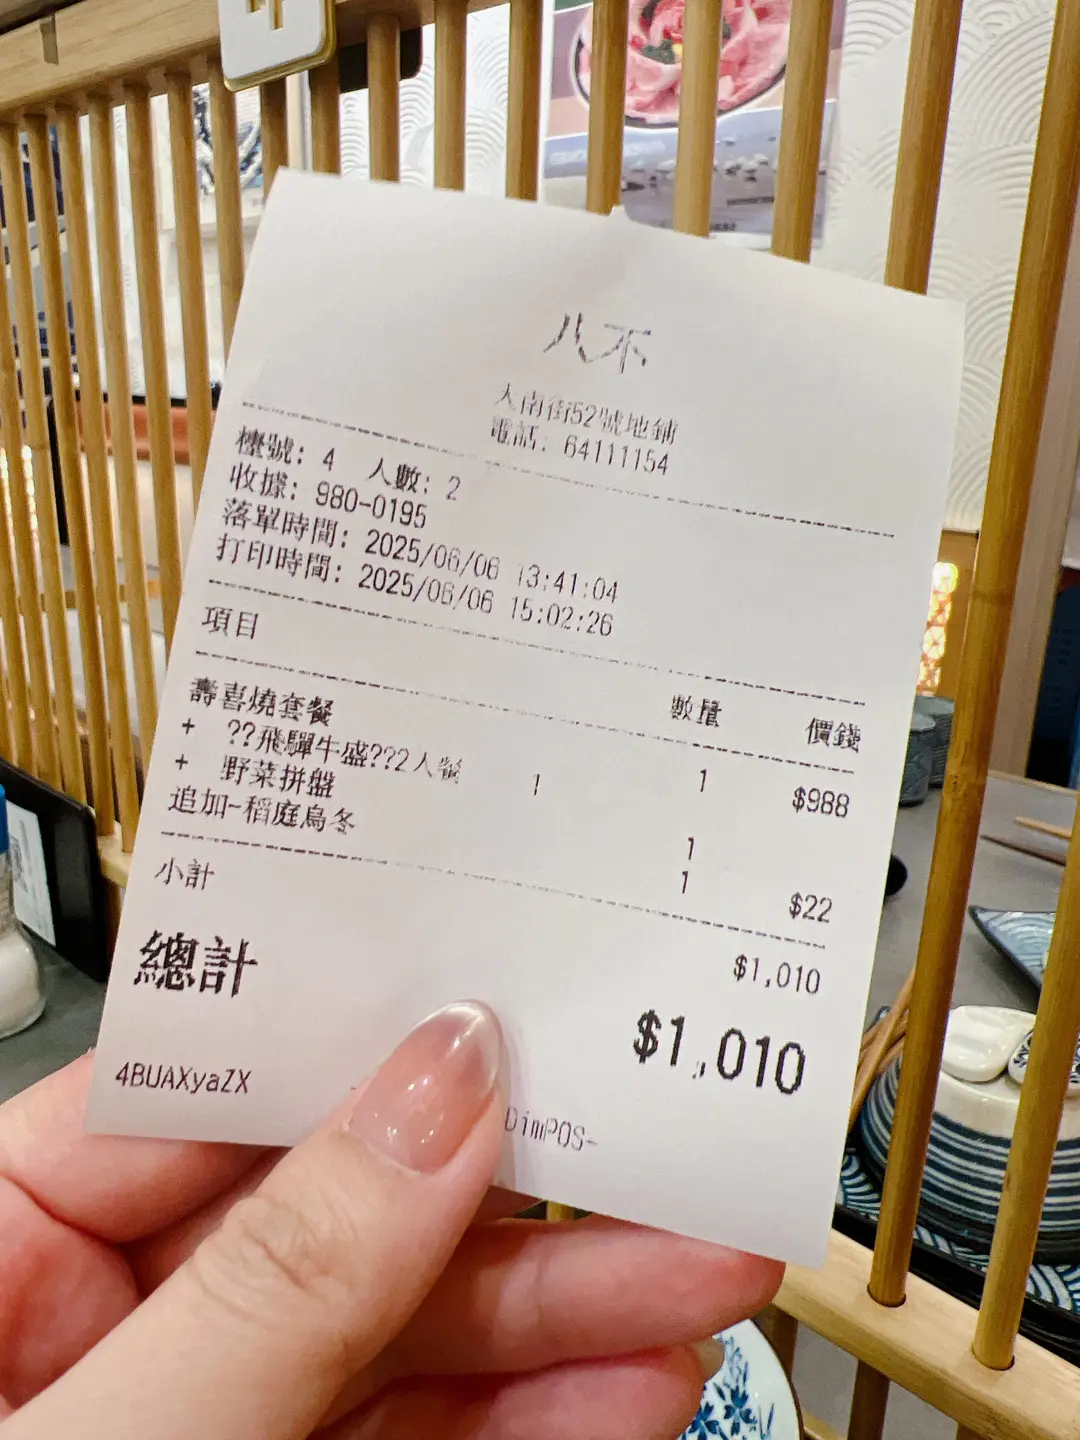 八不
大南街52號地鋪
電話: 64111154
檯號: 4 人數: 2
收據: 980-0195
落單時間: 2025/06/06 13:41:04
打印時間: 2025/06/06 15:02:26
項目 數量 價錢
壽喜燒套餐 1 $988
+ ??飛驒牛盛???2人餐 1
+ 野菜拼盤 1
追加-稻庭烏冬 1 $22
小計 $1,010
總計 $1,010
4BUAXyaZX
DimPOS-